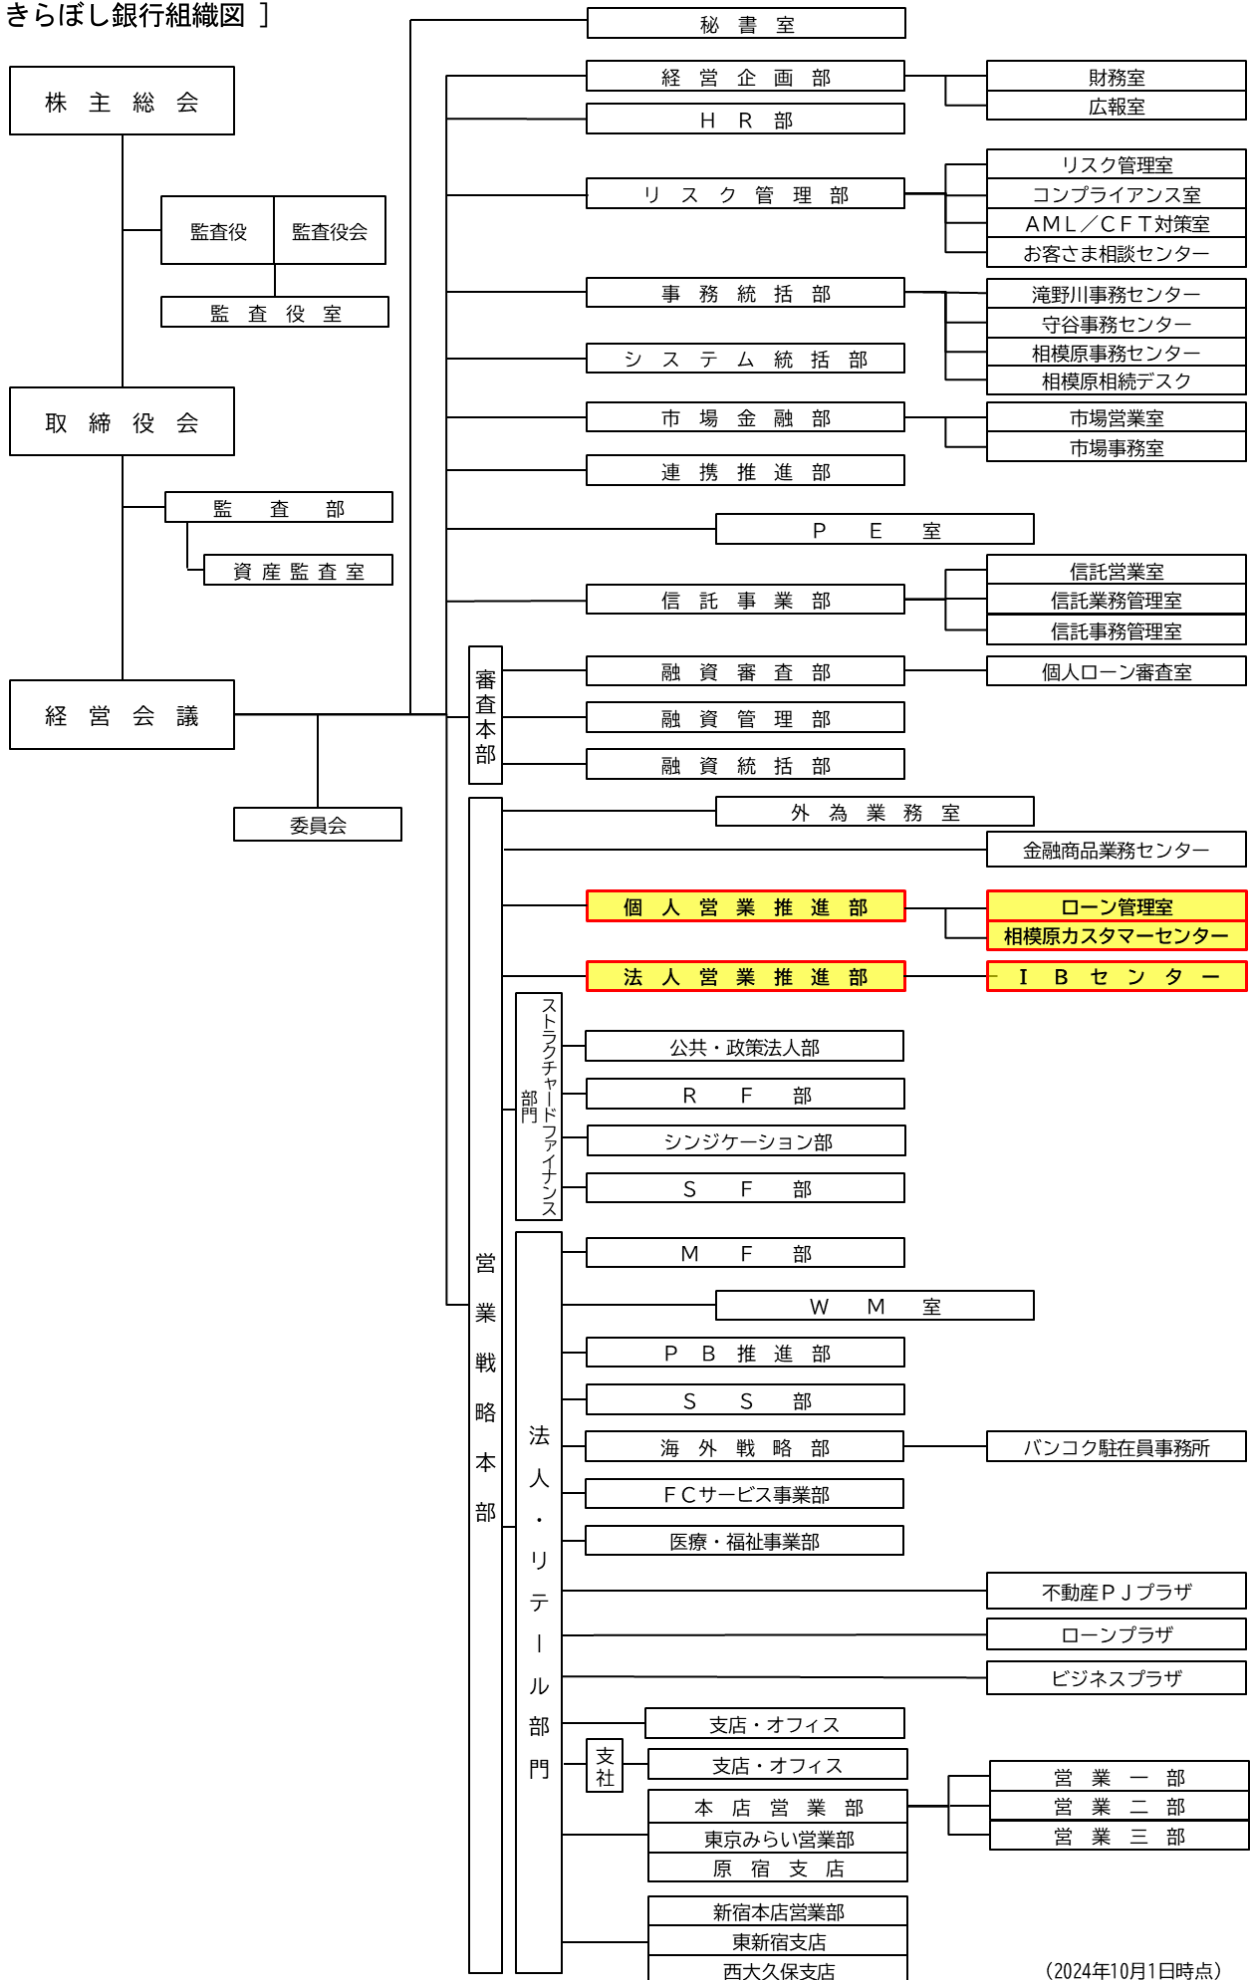 きらぼし銀行組織図 ］
秘書室
株主総会
経営企画部
財務室
広報室
ＨＲ部
リスク管理部
リスク管理室
コンプライアンス室
ＡＭＬ／ＣＦＴ対策室
お客さま相談センター
監査役
監査役会
監査役室
事務統括部
滝野川事務センター
守谷事務センター
相模原事務センター
相模原相続デスク
システム統括部
取締役会
市場金融部
市場営業室
市場事務室
連携推進部
監査部
資産監査室
ＰＥ室
信託事業部
信託営業室
信託業務管理室
信託事務管理室
経営会議
委員会
審査本部
融資審査部
個人ローン審査室
融資管理部
融資統括部
営業戦略本部
外為業務室
金融商品業務センター
個人営業推進部
ローン管理室
相模原カスタマーセンター
法人営業推進部
ＩＢセンター
ストラクチャードファイナンス
部門
公共・政策法人部
ＲＦ部
シンジケーション部
ＳＦ部
法人・リテール部門
ＭＦ部
ＷＭ室
ＰＢ推進部
ＳＳ部
海外戦略部
バンコク駐在員事務所
ＦＣサービス事業部
医療・福祉事業部
不動産ＰＪプラザ
ローンプラザ
ビジネスプラザ
支店・オフィス
支社
支店・オフィス
本店営業部
営業一部
営業二部
営業三部
東京みらい営業部
原宿支店
新宿本店営業部
東新宿支店
西大久保支店
（2024年10月1日時点）